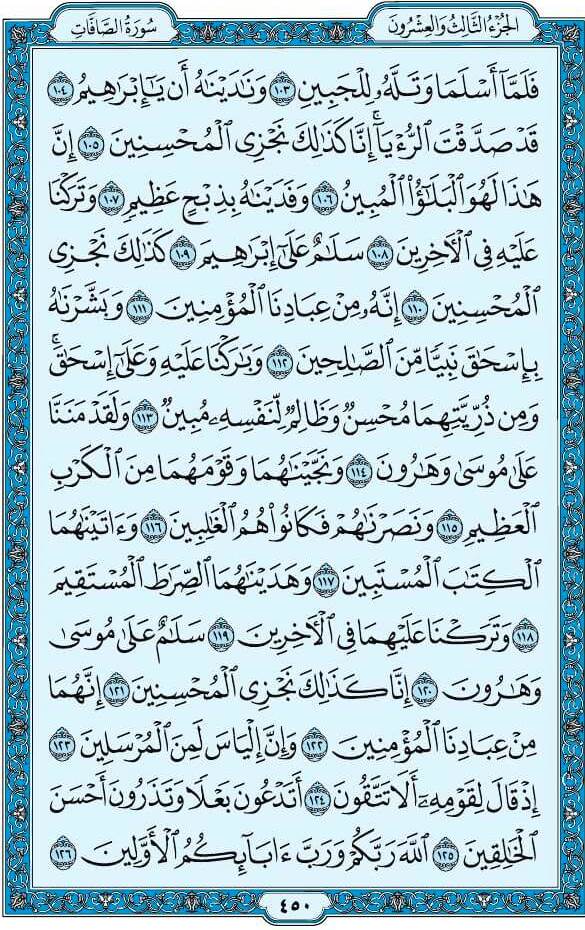 الجُزْءُ الثَّالِثُ وَالعِشْرُونَ
سُورَةُ الصَّافَّاتِ
فَلَمَّآ أَسْلَمَا وَتَلَّهُۥ لِلْجَبِينِ ١٠٣ وَنَٰدَيْنَٰهُ أَن يَٰٓإِبْرَٰهِيمُ ١٠٤
قَدْ صَدَّقْتَ ٱلرُّءْيَآ ۚ إِنَّا كَذَٰلِكَ نَجْزِى ٱلْمُحْسِنِينَ ١٠٥ إِنَّ
هَٰذَا لَهُوَ ٱلْبَلَٰٓؤُا۟ ٱلْمُبِينُ ١٠٦ وَفَدَيْنَٰهُ بِذِبْحٍ عَظِيمٍ ١٠٧ وَتَرَكْنَا
عَلَيْهِ فِى ٱلْءَاخِرِينَ ١٠٨ سَلَٰمٌ عَلَىٰٓ إِبْرَٰهِيمَ ١٠٩ كَذَٰلِكَ نَجْزِى
ٱلْمُحْسِنِينَ ١١٠ إِنَّهُۥ مِنْ عِبَادِنَا ٱلْمُؤْمِنِينَ ١١١ وَبَشَّرْنَٰهُ
بِإِسْحَٰقَ نَبِيًّا مِّنَ ٱلصَّٰلِحِينَ ١١٢ وَبَٰرَكْنَا عَلَيْهِ وَعَلَىٰٓ إِسْحَٰقَ ۚ
وَمِن ذُرِّيَّتِهِمَا مُحْسِنٌ وَظَالِمٌ لِّنَفْسِهِۦ مُبِينٌ ١١٣ وَلَقَدْ مَنَنَّا
عَلَىٰ مُوسَىٰ وَهَٰرُونَ ١١٤ وَنَجَّيْنَٰهُمَا وَقَوْمَهُمَا مِنَ ٱلْكَرْبِ
ٱلْعَظِيمِ ١١٥ وَنَصَرْنَٰهُمْ فَكَانُوا۟ هُمُ ٱلْغَٰلِبِينَ ١١٦ وَءَاتَيْنَٰهُمَا
ٱلْكِتَٰبَ ٱلْمُسْتَبِينَ ١١٧ وَهَدَيْنَٰهُمَا ٱلصِّرَٰطَ ٱلْمُسْتَقِيمَ
١١٨ وَتَرَكْنَا عَلَيْهِمَا فِى ٱلْءَاخِرِينَ ١١٩ سَلَٰمٌ عَلَىٰ مُوسَىٰ
وَهَٰرُونَ ١٢٠ إِنَّا كَذَٰلِكَ نَجْزِى ٱلْمُحْسِنِينَ ١٢١ إِنَّهُمَا
مِنْ عِبَادِنَا ٱلْمُؤْمِنِينَ ١٢٢ وَإِنَّ إِلْيَاسَ لَمِنَ ٱلْمُرْسَلِينَ ١٢٣
إِذْ قَالَ لِقَوْمِهِۦٓ أَلَا تَتَّقُونَ ١٢٤ أَتَدْعُونَ بَعْلًا وَتَذَرُونَ أَحْسَنَ
ٱلْخَٰلِقِينَ ١٢٥ ٱللَّهَ رَبَّكُمْ وَرَبَّ ءَابَآئِكُمُ ٱلْأَوَّلِينَ ١٢٦
٤٥٠